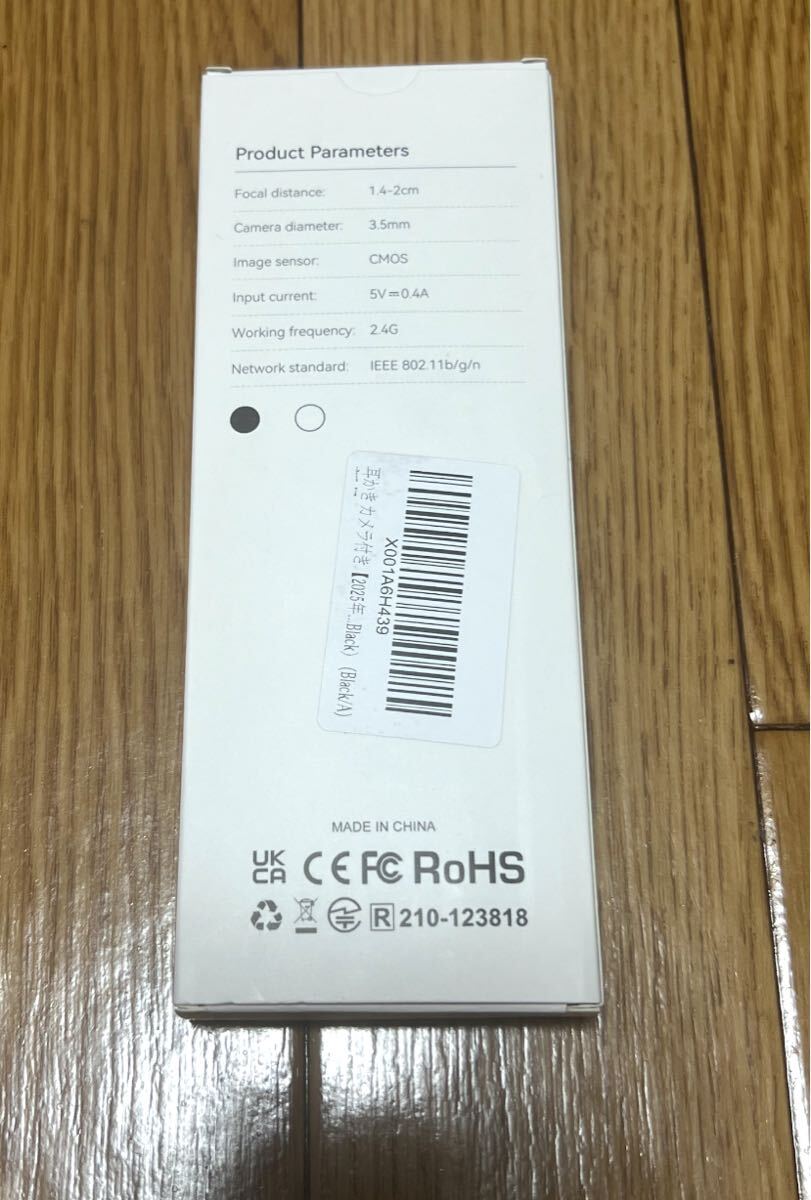 Product Parameters
Focal distance: 1.4-2cm
Camera diameter: 3.5mm
Image sensor: CMOS
Input current: 5V⎓0.4A
Working frequency: 2.4G
Network standard: IEEE 802.11b/g/n
X001A6H439
耳かき カメラ付き【2025年...Black) (Black/A)
MADE IN CHINA
UK CA CE FC RoHS
R 210-123818